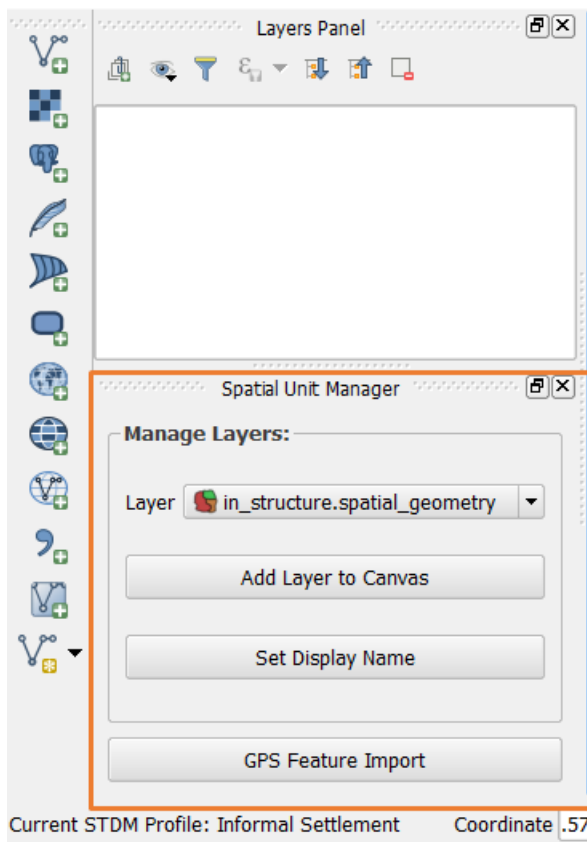 Layers Panel
Spatial Unit Manager
Manage Layers:
Layer in_structure.spatial_geometry
Add Layer to Canvas
Set Display Name
GPS Feature Import
Current STDM Profile: Informal Settlement Coordinate .57